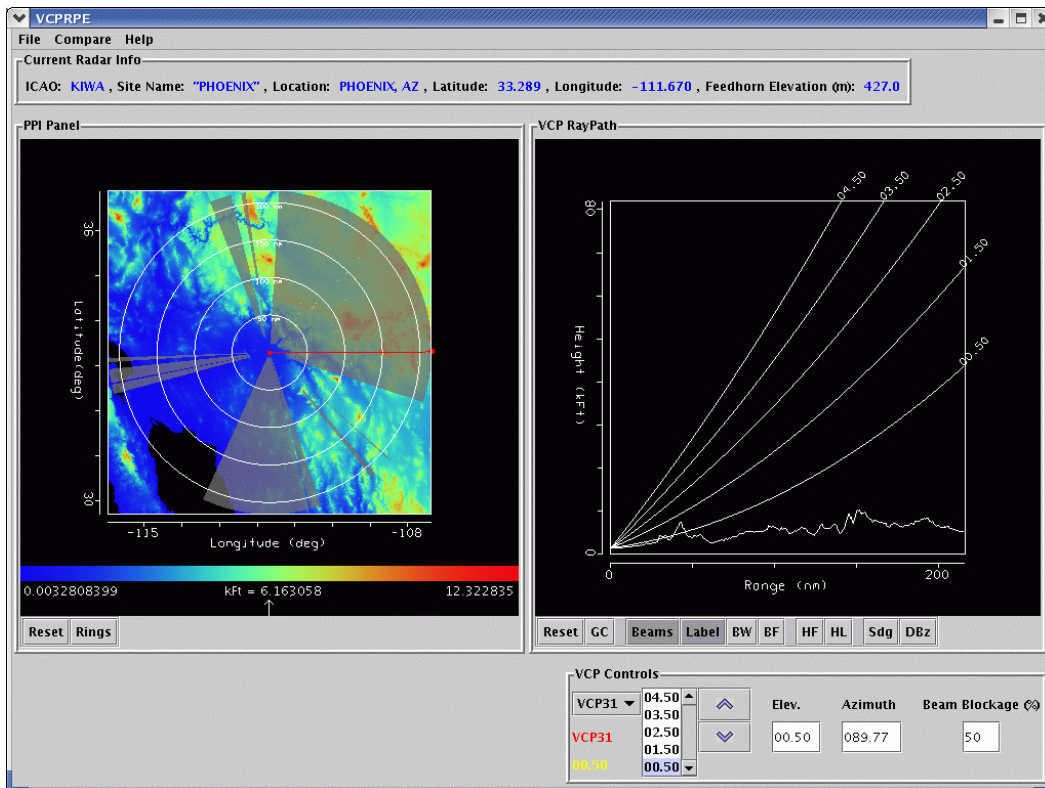 VCPRPE
File Compare Help
Current Radar Info
ICAO: KIWA , Site Name: "PHOENIX" , Location: PHOENIX, AZ , Latitude: 33.289 , Longitude: -111.670 , Feedhorn Elevation (m): 427.0
PPI Panel
200 nm
150 nm
100 nm
50 nm
36
Latitude(deg)
30
-115
-108
Longitude (deg)
0.0032808399 kFt = 6.163058 12.322835
Reset Rings
VCP RayPath
04.50
03.50
02.50
01.50
00.50
80
Height (kFt)
0
0
200
Range (nm)
Reset GC Beams Label BW BF HF HL Sdg DBz
VCP Controls
VCP31
VCP31
00.50
04.50
03.50
02.50
01.50
00.50
Elev. Azimuth Beam Blockage (%)
00.50 089.77 50